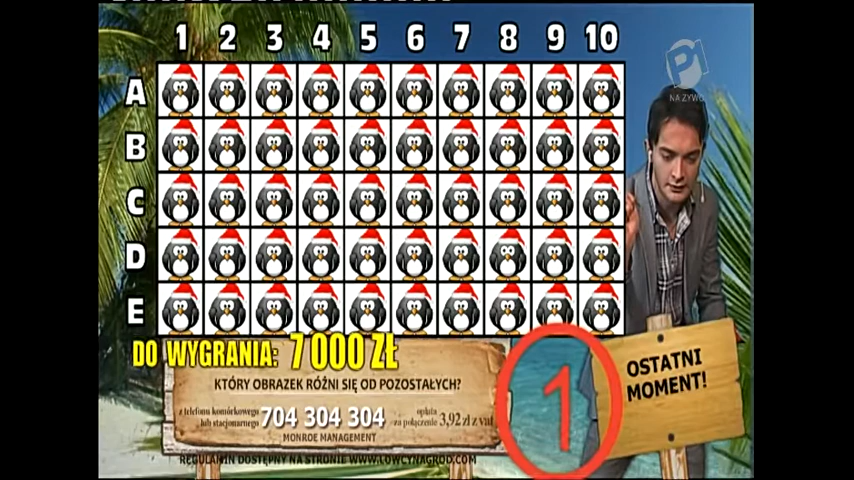 1 2 3 4 5 6 7 8 9 10
A
B
C
D
E
NA ŻYWO
DO WYGRANIA: 7 000 ZŁ
KTÓRY OBRAZEK RÓŻNI SIĘ OD POZOSTAŁYCH?
z telefonu komórkowego
lub stacjonarnego
704 304 304
opłata
za połączenie 3,92 zł z vat
MONROE MANAGEMENT
REGULAMIN DOSTĘPNY NA STRONIE WWW.LOWCYNAGROD.COM
1
OSTATNI
MOMENT!